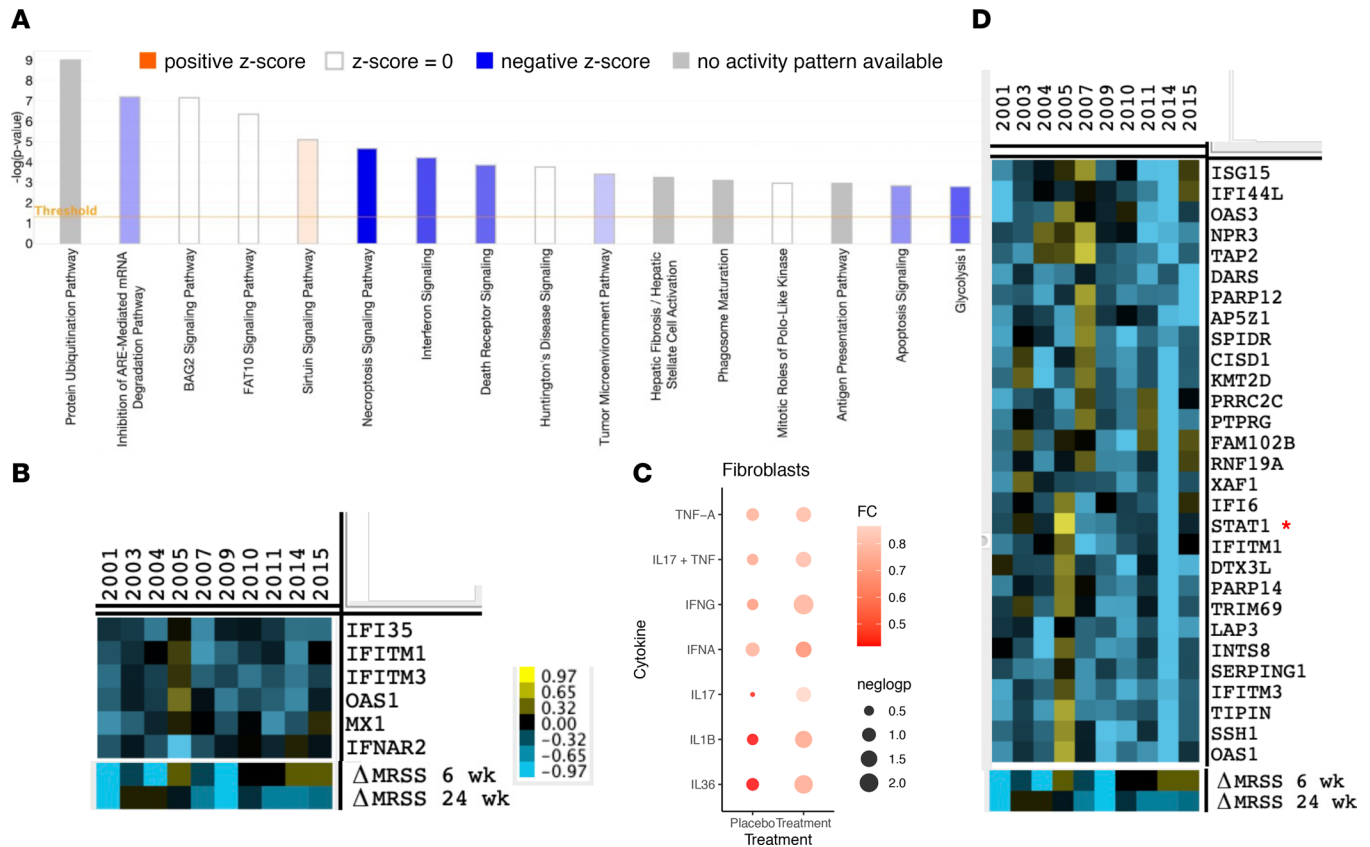 A
positive z-score
z-score = 0
negative z-score
no activity pattern available
-log(p-value)
9
8
7
6
5
4
3
2
1
0
Threshold
Protein Ubiquitination Pathway
Inhibition of ARE-Mediated mRNA
Degradation Pathway
BAG2 Signaling Pathway
FAT10 Signaling Pathway
Sirtuin Signaling Pathway
Necroptosis Signaling Pathway
Interferon Signaling
Death Receptor Signaling
Huntington's Disease Signaling
Tumor Microenvironment Pathway
Hepatic Fibrosis / Hepatic
Stellate Cell Activation
Phagosome Maturation
Mitotic Roles of Polo-Like Kinase
Antigen Presentation Pathway
Apoptosis Signaling
Glycolysis I
B
2001
2003
2004
2005
2007
2009
2010
2011
2014
2015
IFI35
IFITM1
IFITM3
OAS1
MX1
IFNAR2
ΔMRSS 6 wk
ΔMRSS 24 wk
0.97
0.65
0.32
0.00
-0.32
-0.65
-0.97
C
Fibroblasts
Cytokine
TNF-A
IL17 + TNF
IFNG
IFNA
IL17
IL1B
IL36
Placebo Treatment
Treatment
FC
0.8
0.7
0.6
0.5
neglogp
0.5
1.0
1.5
2.0
D
2001
2003
2004
2005
2007
2009
2010
2011
2014
2015
ISG15
IFI44L
OAS3
NPR3
TAP2
DARS
PARP12
AP5Z1
SPIDR
CISD1
KMT2D
PRRC2C
PTPRG
FAM102B
RNF19A
XAF1
IFI6
STAT1 *
IFITM1
DTX3L
PARP14
TRIM69
LAP3
INTS8
SERPING1
IFITM3
TIPIN
SSH1
OAS1
ΔMRSS 6 wk
ΔMRSS 24 wk